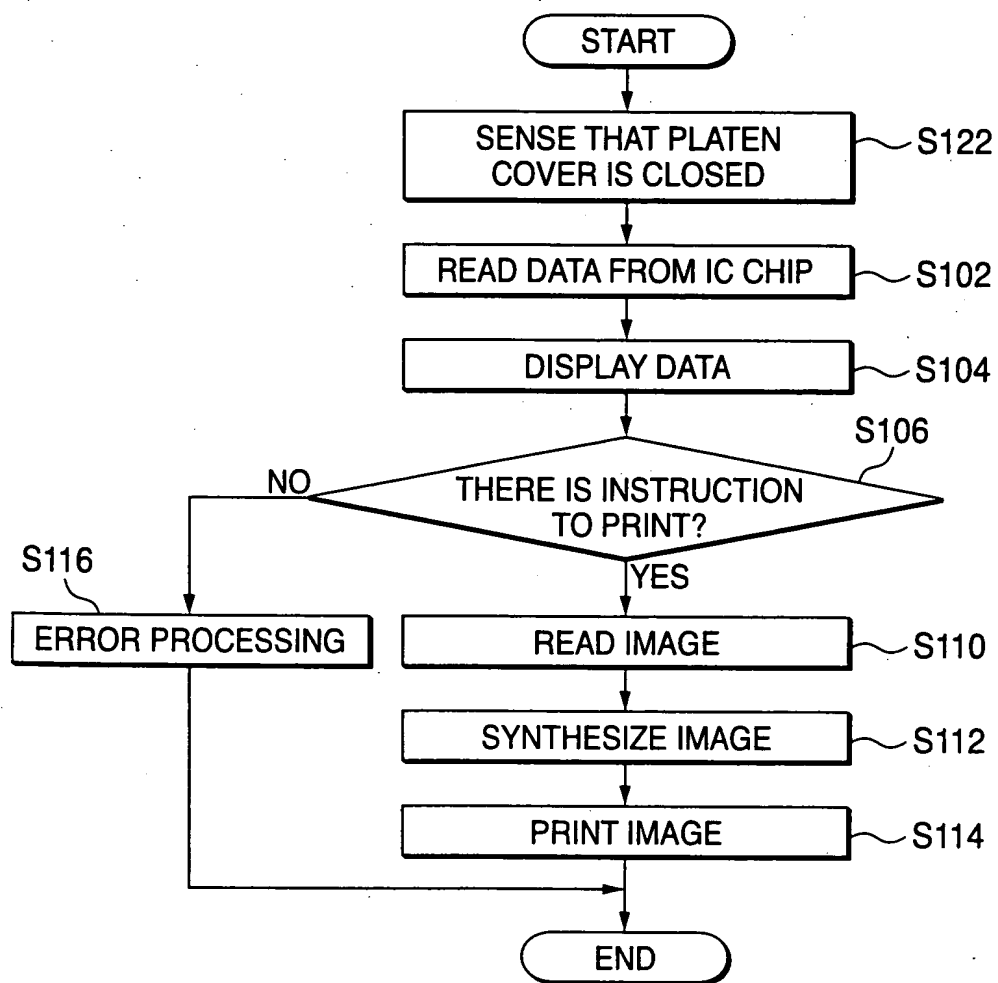 START
SENSE THAT PLATEN
COVER IS CLOSED
S122
READ DATA FROM IC CHIP
S102
DISPLAY DATA
S104
S106
THERE IS INSTRUCTION
TO PRINT?
NO
YES
S116
ERROR PROCESSING
READ IMAGE
S110
SYNTHESIZE IMAGE
S112
PRINT IMAGE
S114
END